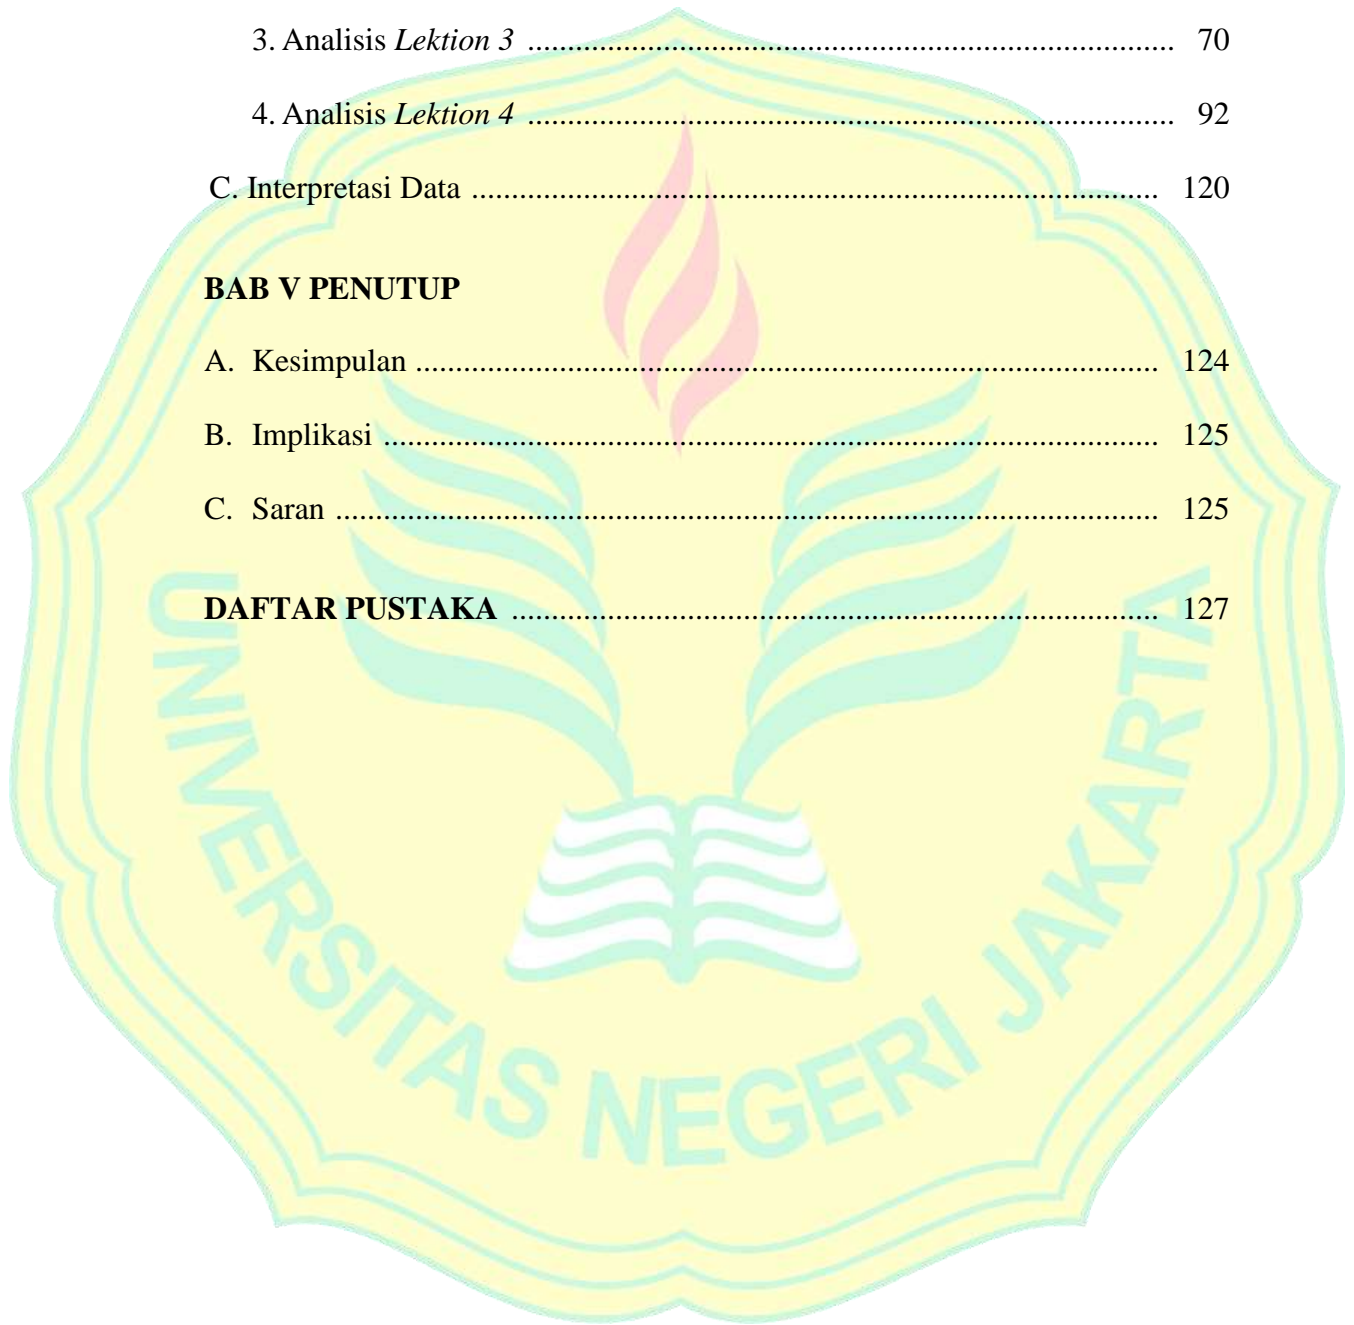 3. Analisis Lektion 3 ................................................................................... 70
4. Analisis Lektion 4 ................................................................................... 92
C. Interpretasi Data ........................................................................................ 120
BAB V PENUTUP
A. Kesimpulan ............................................................................................... 124
B. Implikasi ................................................................................................... 125
C. Saran ......................................................................................................... 125
DAFTAR PUSTAKA ................................................................................... 127
UNIVERSITAS NEGERI JAKARTA